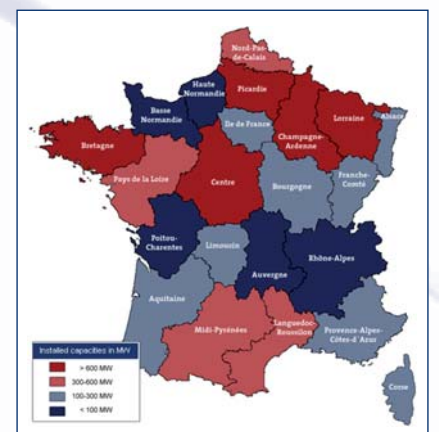 Nord-Pas-
de-Calais
Haute
Normandie
Picardie
Basse
Normandie
Ile de France
Lorraine
Alsace
Champagne-
Ardenne
Bretagne
Pays de la Loire
Centre
Bourgogne
Franche-
Comté
Poitou-
Charentes
Limousin
Auvergne
Rhône-Alpes
Aquitaine
Midi-Pyrénées
Languedoc-
Roussilon
Provence-Alpes-
Côtes-d'Azur
Corse
Installed capacities in MW
> 600 MW
300-600 MW
100-300 MW
< 100 MW